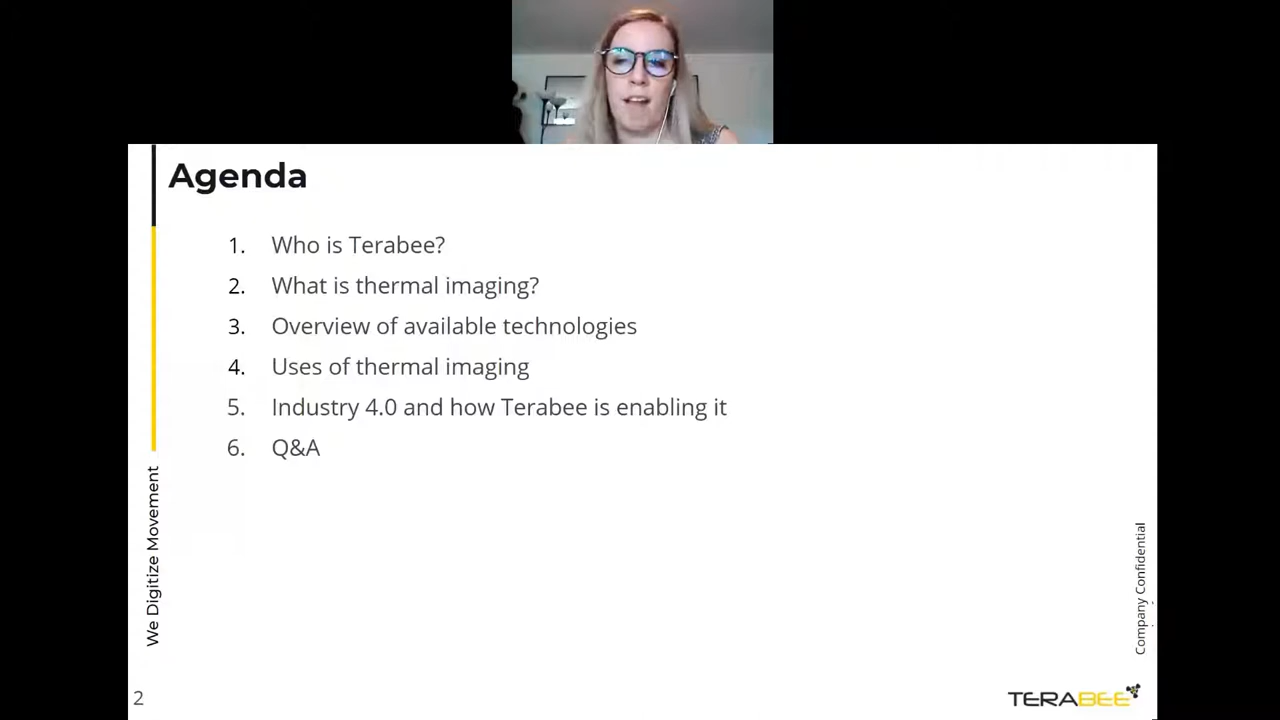 Agenda
1. Who is Terabee?
2. What is thermal imaging?
3. Overview of available technologies
4. Uses of thermal imaging
5. Industry 4.0 and how Terabee is enabling it
6. Q&A
We Digitize Movement
Company Confidential
2
TERABEE